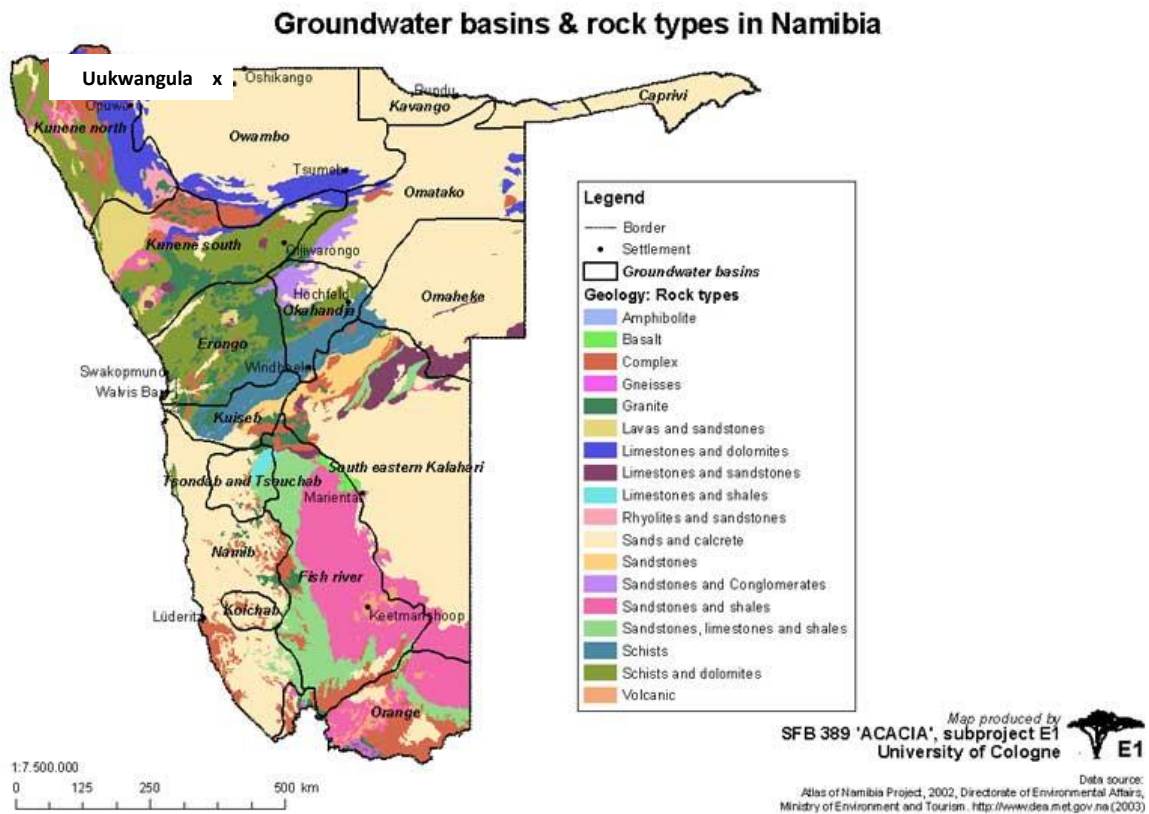 Groundwater basins & rock types in Namibia
Uukwangula x
Oshikango
Rundu
Caprivi
Kavango
Opuwo
Kunene north
Owambo
Tsumeb
Omatako
Kunene south
Otjiwarongo
Hochfeld
Okahandja
Omaheke
Erongo
Windhoek
Swakopmund
Walvis Bay
Kuiseb
South eastern Kalahari
Tsondab and Tsauchab
Mariental
Namib
Fish river
Koichab
Lüderitz
Keetmanshoop
Orange
Legend
Border
Settlement
Groundwater basins
Geology: Rock types
Amphibolite
Basalt
Complex
Gneisses
Granite
Lavas and sandstones
Limestones and dolomites
Limestones and sandstones
Limestones and shales
Rhyolites and sandstones
Sands and calcrete
Sandstones
Sandstones and Conglomerates
Sandstones and shales
Sandstones, limestones and shales
Schists
Schists and dolomites
Volcanic
Map produced by
SFB 389 'ACACIA', subproject E1
University of Cologne
E1
1:7.500.000
0 125 250 500 km
Data source:
Atlas of Namibia Project, 2002, Directorate of Environmental Affairs,
Ministry of Environment and Tourism. http://www.dea.met.gov.na (2003)